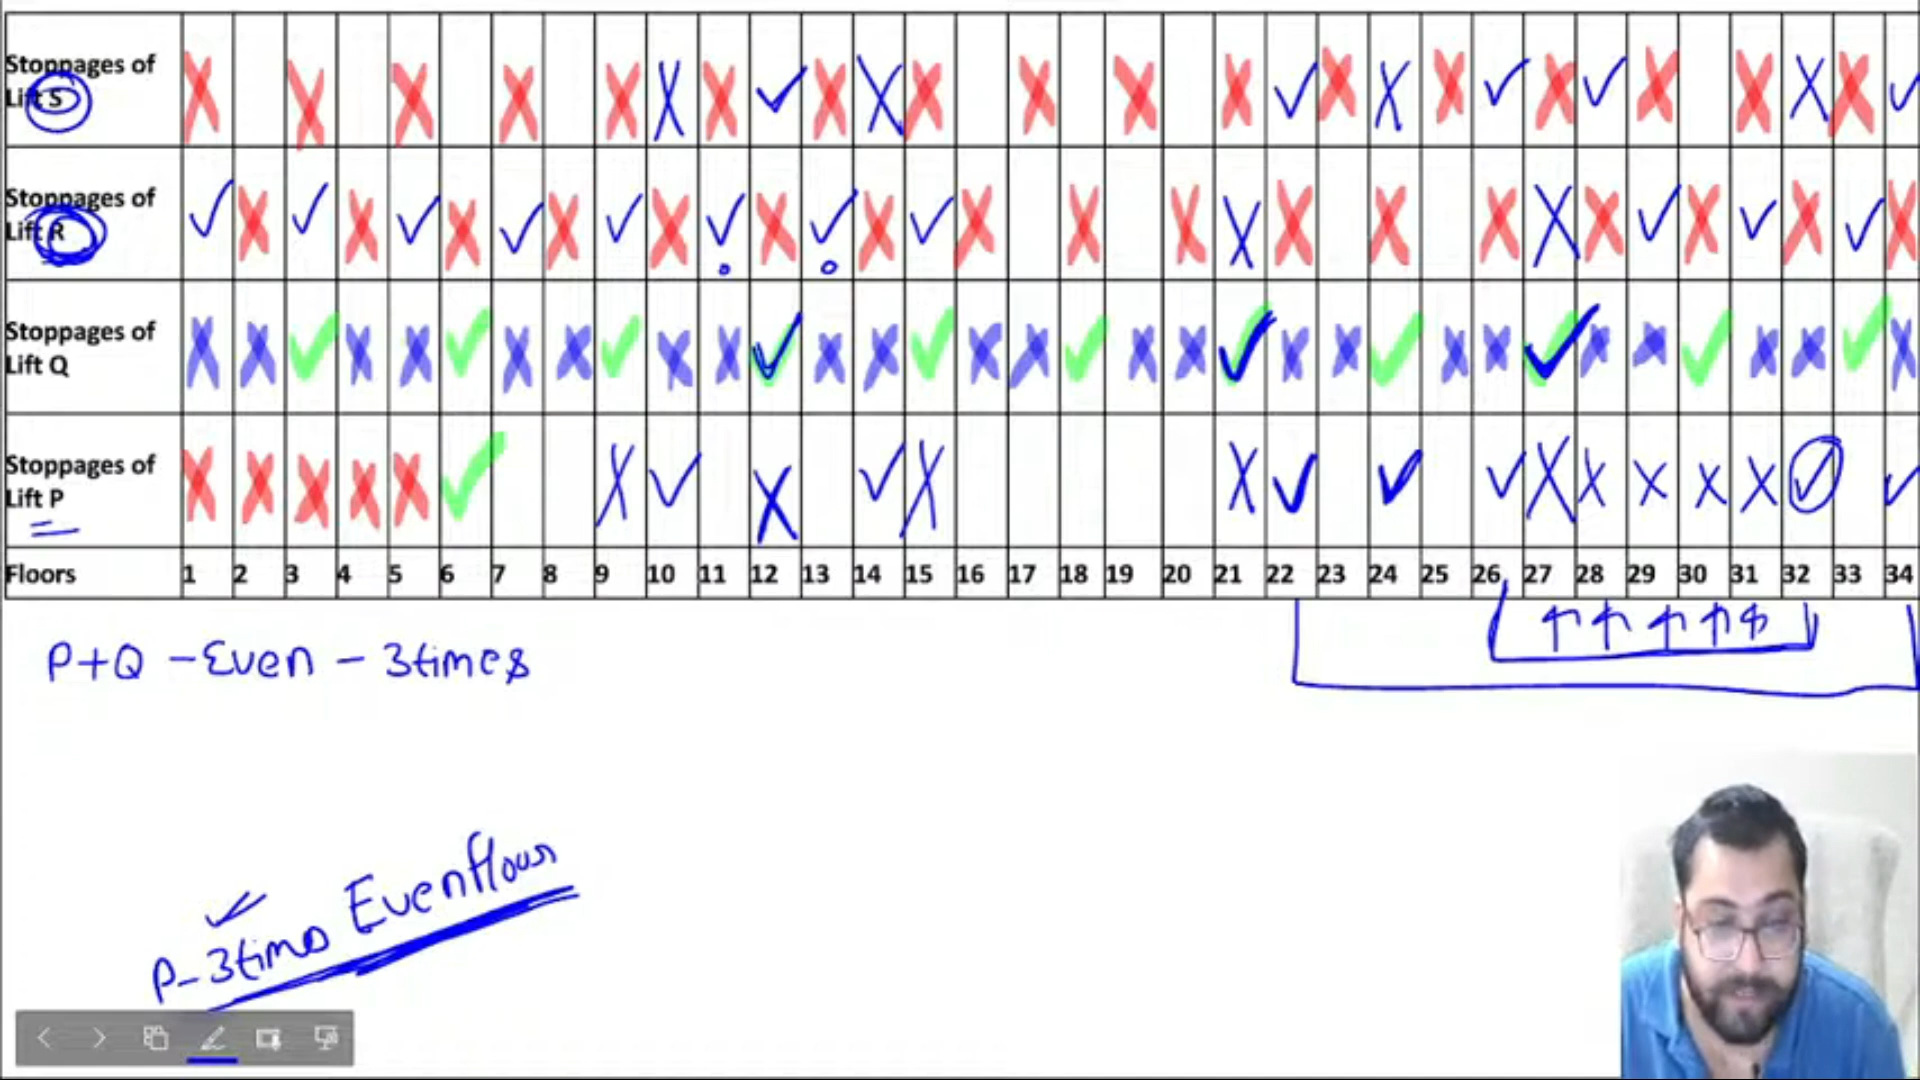 Stoppages of
Lift S X X X X X X X ✓ X X X X X X ✓ X X X ✓ X ✓ X X X X ✓
Stoppages of
Lift R ✓ X ✓ X ✓ X ✓ X ✓ X ✓ X ✓ X ✓ X X X X X X X X X ✓ X ✓ X ✓ X
Stoppages of
Lift Q X X ✓ X X ✓ X X ✓ X X ✓ X X ✓ X X ✓ X X ✓ X X ✓ X X ✓ X X ✓ X X ✓ X
Stoppages of
Lift P X X X X X ✓ X ✓ X ✓ X X ✓ ✓ ✓ X X X X X ✓ ✓
Floors 1 2 3 4 5 6 7 8 9 10 11 12 13 14 15 16 17 18 19 20 21 22 23 24 25 26 27 28 29 30 31 32 33 34
P+Q - Even - 3times
P- 3times Evenflour